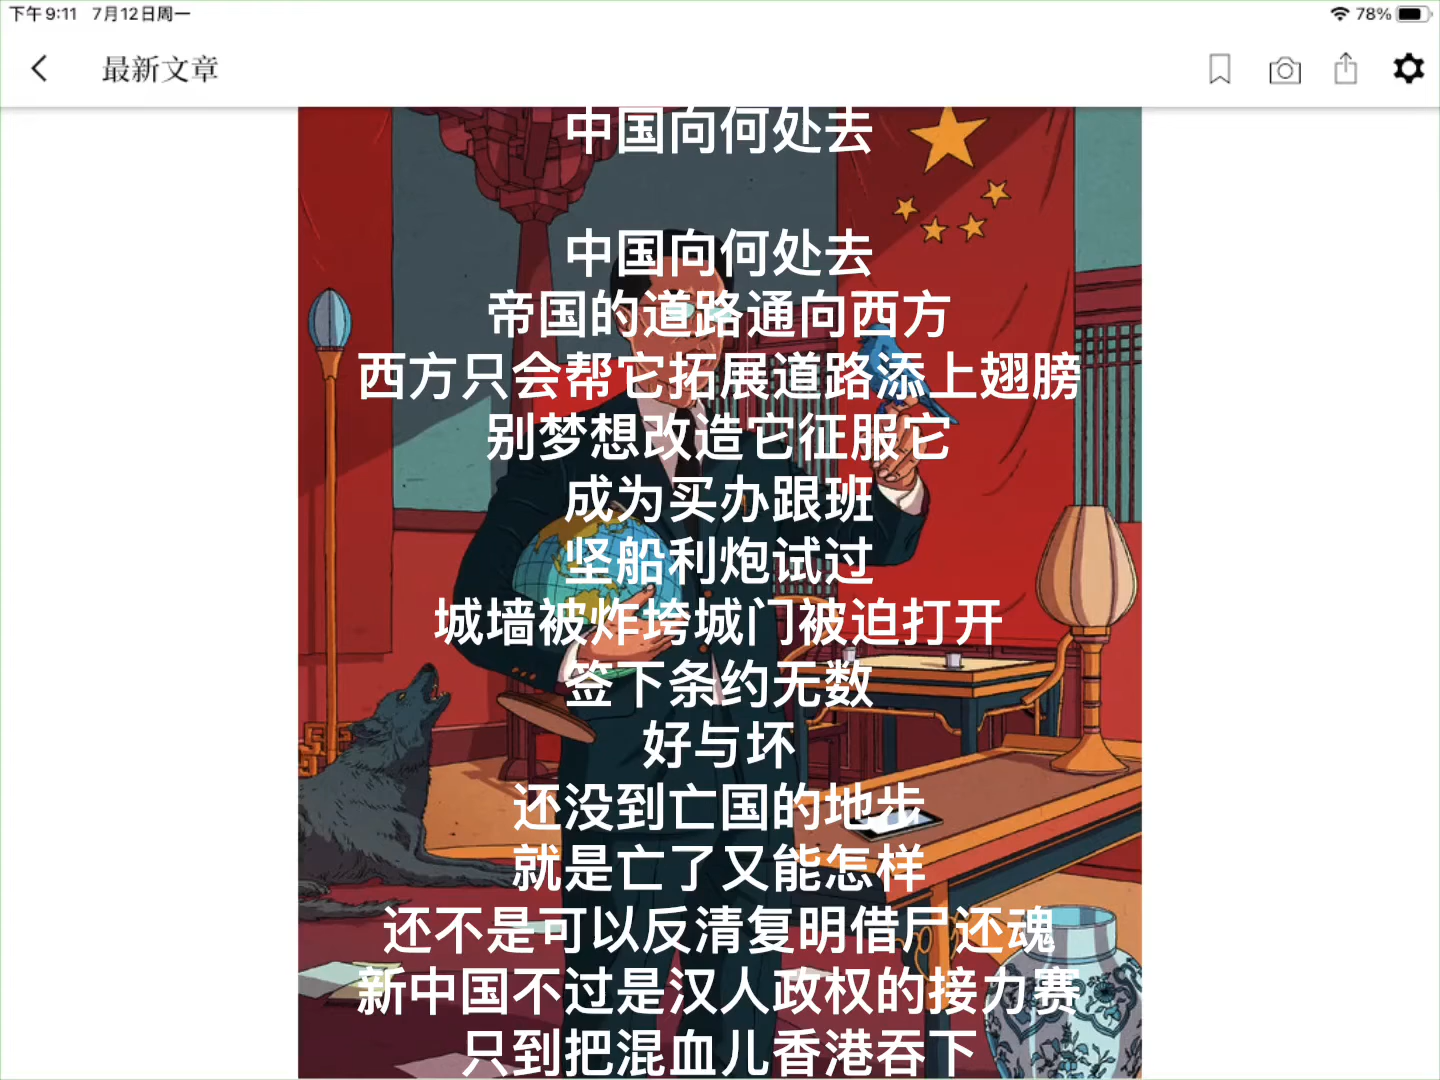 下午9:11 7月12日周一
78%
最新文章
中国向何处去
中国向何处去
帝国的道路通向西方
西方只会帮它拓展道路添上翅膀
别梦想改造它征服它
成为买办跟班
坚船利炮试过
城墙被炸垮城门被迫打开
签下条约无数
好与坏
还没到亡国的地步
就是亡了又能怎样
还不是可以反清复明借尸还魂
新中国不过是汉人政权的接力赛
只到把混血儿香港吞下